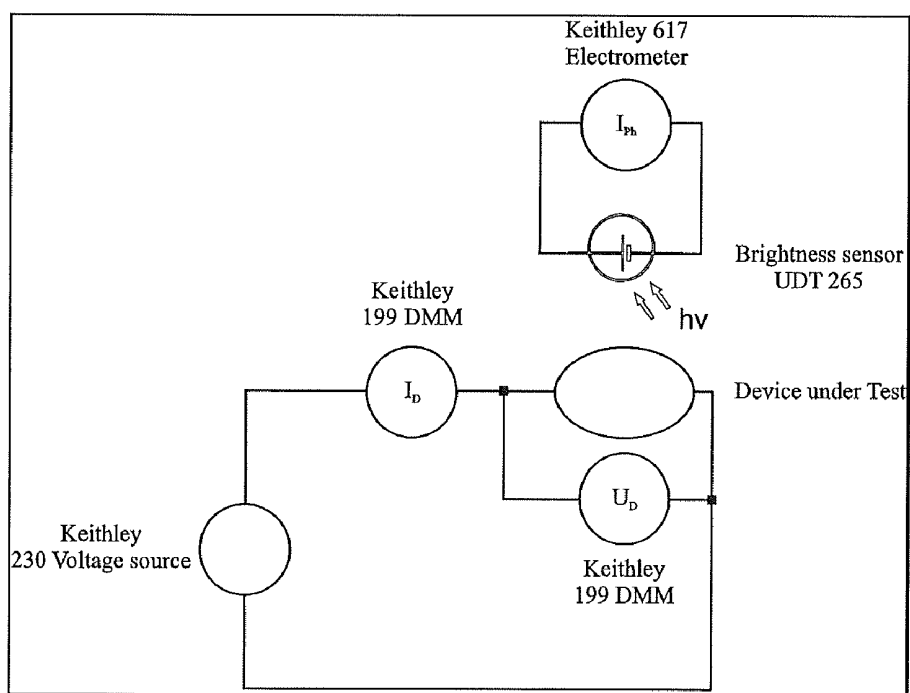 Keithley 617
Electrometer
I_Ph
Brightness sensor
UDT 265
hv
Keithley
199 DMM
I_D
Device under Test
U_D
Keithley
230 Voltage source
Keithley
199 DMM